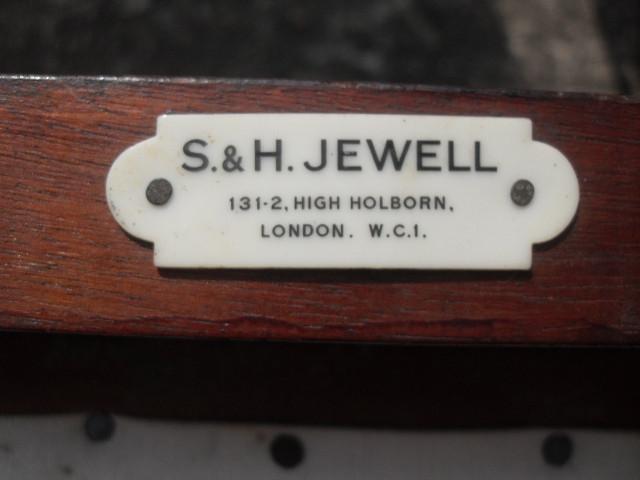 S. & H. JEWELL
131-2, HIGH HOLBORN,
LONDON. W.C.1.